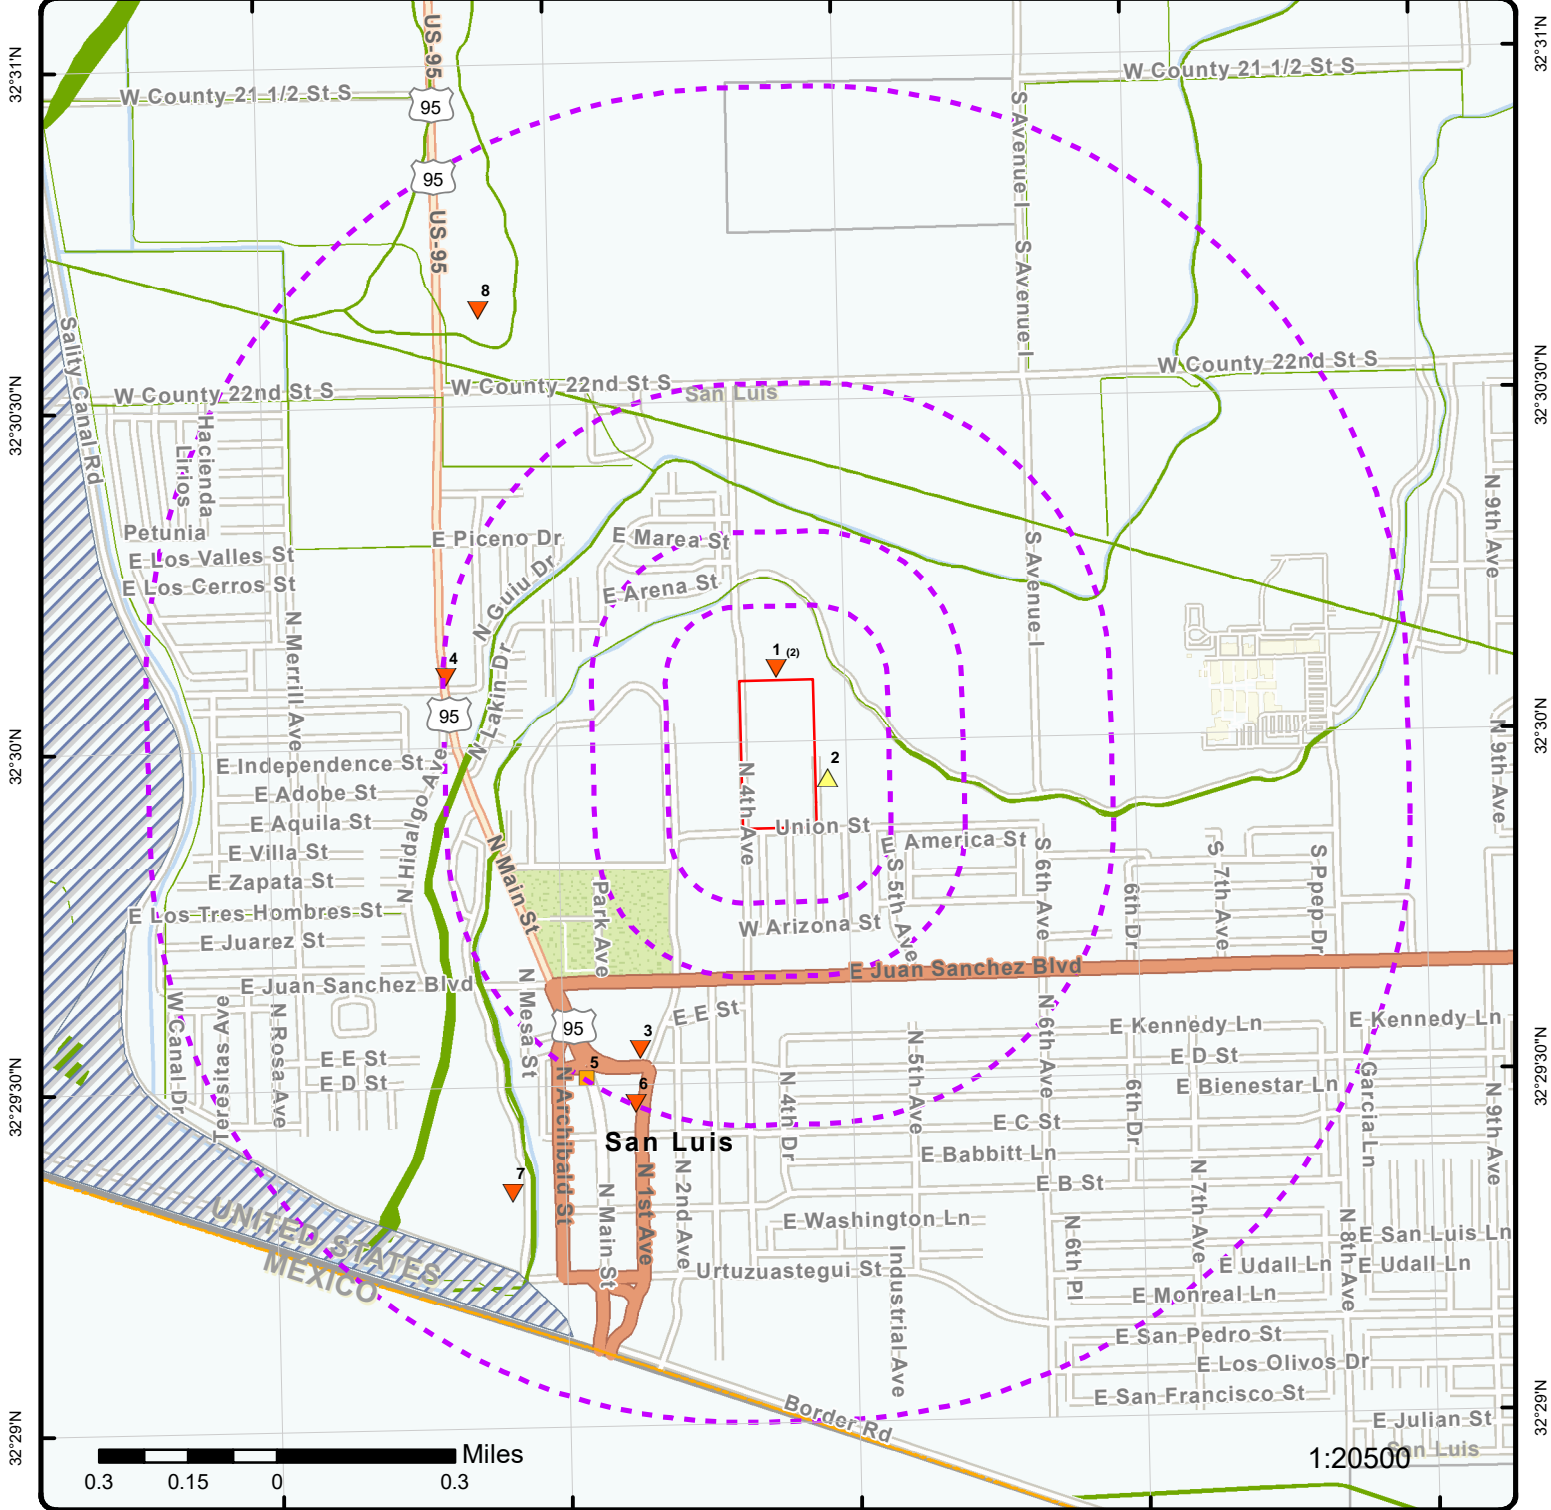 32°31'N
32°31'N
US-95
W County 21 1/2 St S
W County 21 1/2 St S
95
S Avenue I
95
US-95
S Avenue I
8
Sality Canal Rd
W County 22nd St S
W County 22nd St S
W County 22nd St S
San Luis
32°30'30"N
32°30'30"N
Hacienda
Lirios
N 9th Ave
Petunia
E Los Valles St
E Los Cerros St
E Piceno Dr
E Marea St
E Arena St
N Guiu Dr
S Avenue I
N Merrill Ave
N Lakin Dr
4
1 (2)
95
32°30'N
32°30'N
N 9th Ave
E Independence St
E Adobe St
E Aquila St
E Villa St
E Zapata St
E Los Tres Hombres St
E Juarez St
N Hidalgo Ave
2
N 4th Ave
Union St
America St
E S 5th Ave
S 6th Ave
6th Dr
S 7th Ave
S Ppep Dr
N Main St
Park Ave
W Arizona St
E Juan Sanchez Blvd
E Juan Sanchez Blvd
W Canal Dr
Teresitas Ave
N Rosa Ave
E E St
E D St
N Mesa St
95
E E St
3
5
6
N Archibald St
N 4th Dr
N 5th Ave
N 6th Ave
E Kennedy Ln
E Kennedy Ln
E D St
E Bienestar Ln
6th Dr
Garcia Ln
N 9th Ave
32°29'30"N
32°29'30"N
E C St
E Babbitt Ln
E B St
San Luis
7
N Main St
N 1st Ave
N 2nd Ave
E Washington Ln
Urtuzuastegui St
Industrial Ave
N 6th Pl
N 7th Ave
N 8th Ave
E San Luis Ln
E Udall Ln
E Udall Ln
E Monreal Ln
E San Pedro St
E Los Olivos Dr
E San Francisco St
E Julian St
San Luis
UNITED STATES
MEXICO
Border Rd
32°29'N
32°29'N
Miles
0.3
0.15
0
0.3
1:20500